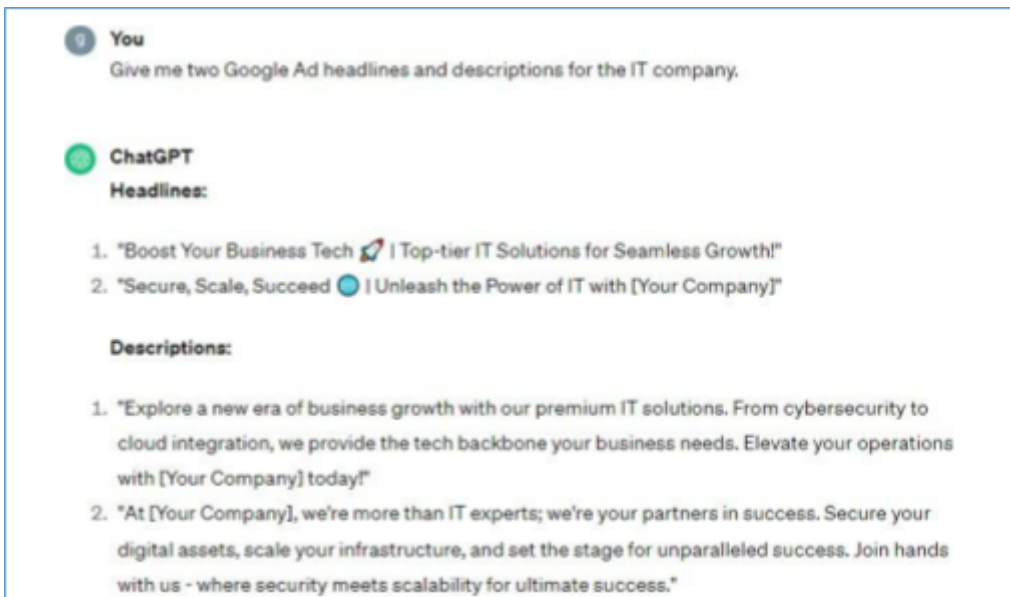 You
Give me two Google Ad headlines and descriptions for the IT company.
ChatGPT
Headlines:
1. "Boost Your Business Tech 🚀 | Top-tier IT Solutions for Seamless Growth!"
2. "Secure, Scale, Succeed 🔵 | Unleash the Power of IT with [Your Company]"
Descriptions:
1. "Explore a new era of business growth with our premium IT solutions. From cybersecurity to
cloud integration, we provide the tech backbone your business needs. Elevate your operations
with [Your Company] today!"
2. "At [Your Company], we're more than IT experts; we're your partners in success. Secure your
digital assets, scale your infrastructure, and set the stage for unparalleled success. Join hands
with us - where security meets scalability for ultimate success."